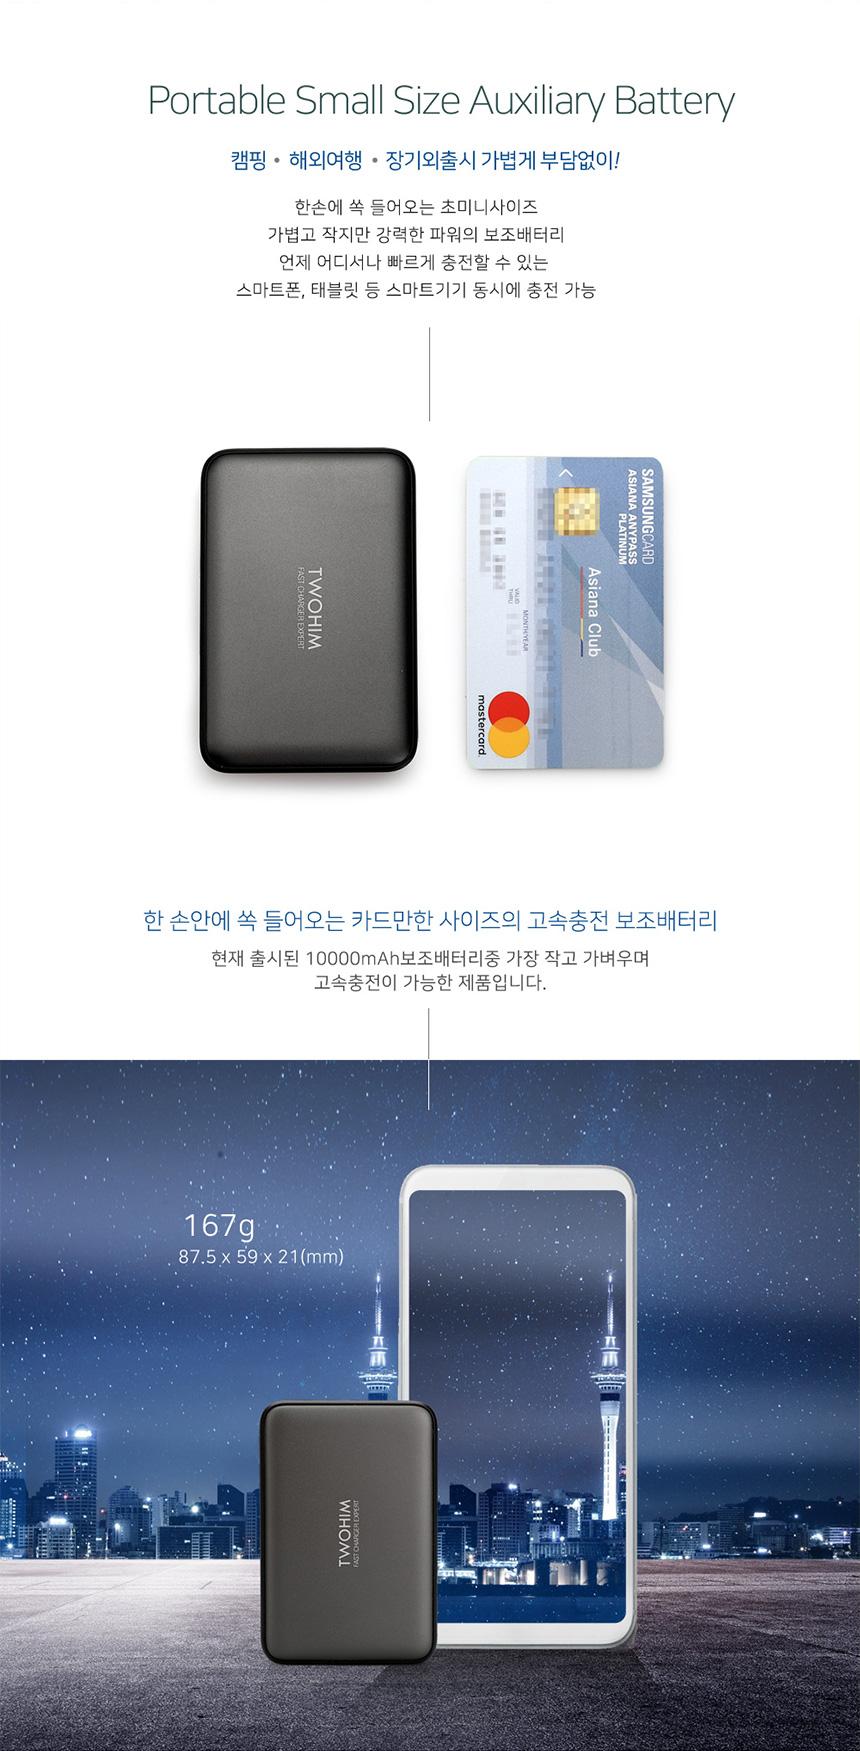 Portable Small Size Auxiliary Battery
캠핑 • 해외여행 • 장기외출시 가볍게 부담없이!
한손에 쏙 들어오는 초미니사이즈
가볍고 작지만 강력한 파워의 보조배터리
언제 어디서나 빠르게 충전할 수 있는
스마트폰, 태블릿 등 스마트기기 동시에 충전 가능
TWOHIM
FAST CHARGER EXPERT
SAMSUNGCARD
ASIANA ANYPASS
PLATINUM
Asiana Club
MONTH/YEAR
VALID
THRU
mastercard.
한 손안에 쏙 들어오는 카드만한 사이즈의 고속충전 보조배터리
현재 출시된 10000mAh보조배터리중 가장 작고 가벼우며
고속충전이 가능한 제품입니다.
167g
87.5 x 59 x 21(mm)
TWOHIM
FAST CHARGER EXPERT